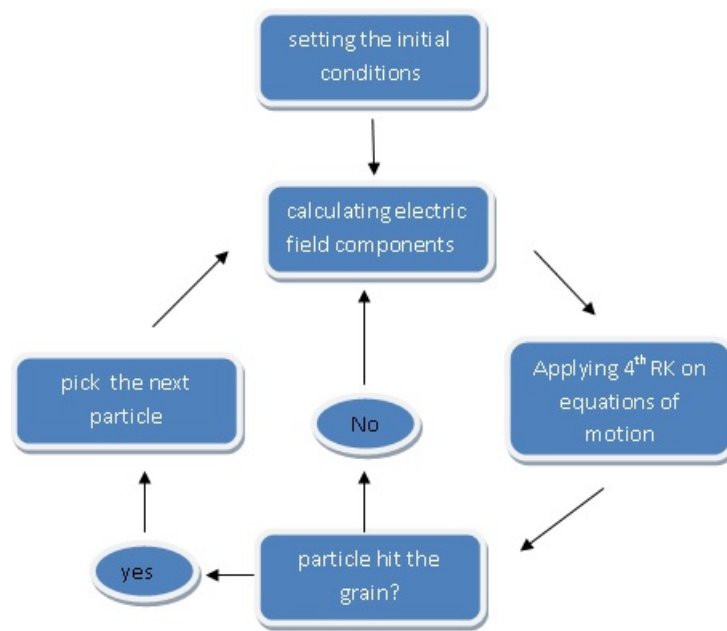 setting the initial
conditions
calculating electric
field components
pick the next
particle
Applying 4th RK on
equations of
motion
No
particle hit the
grain?
yes